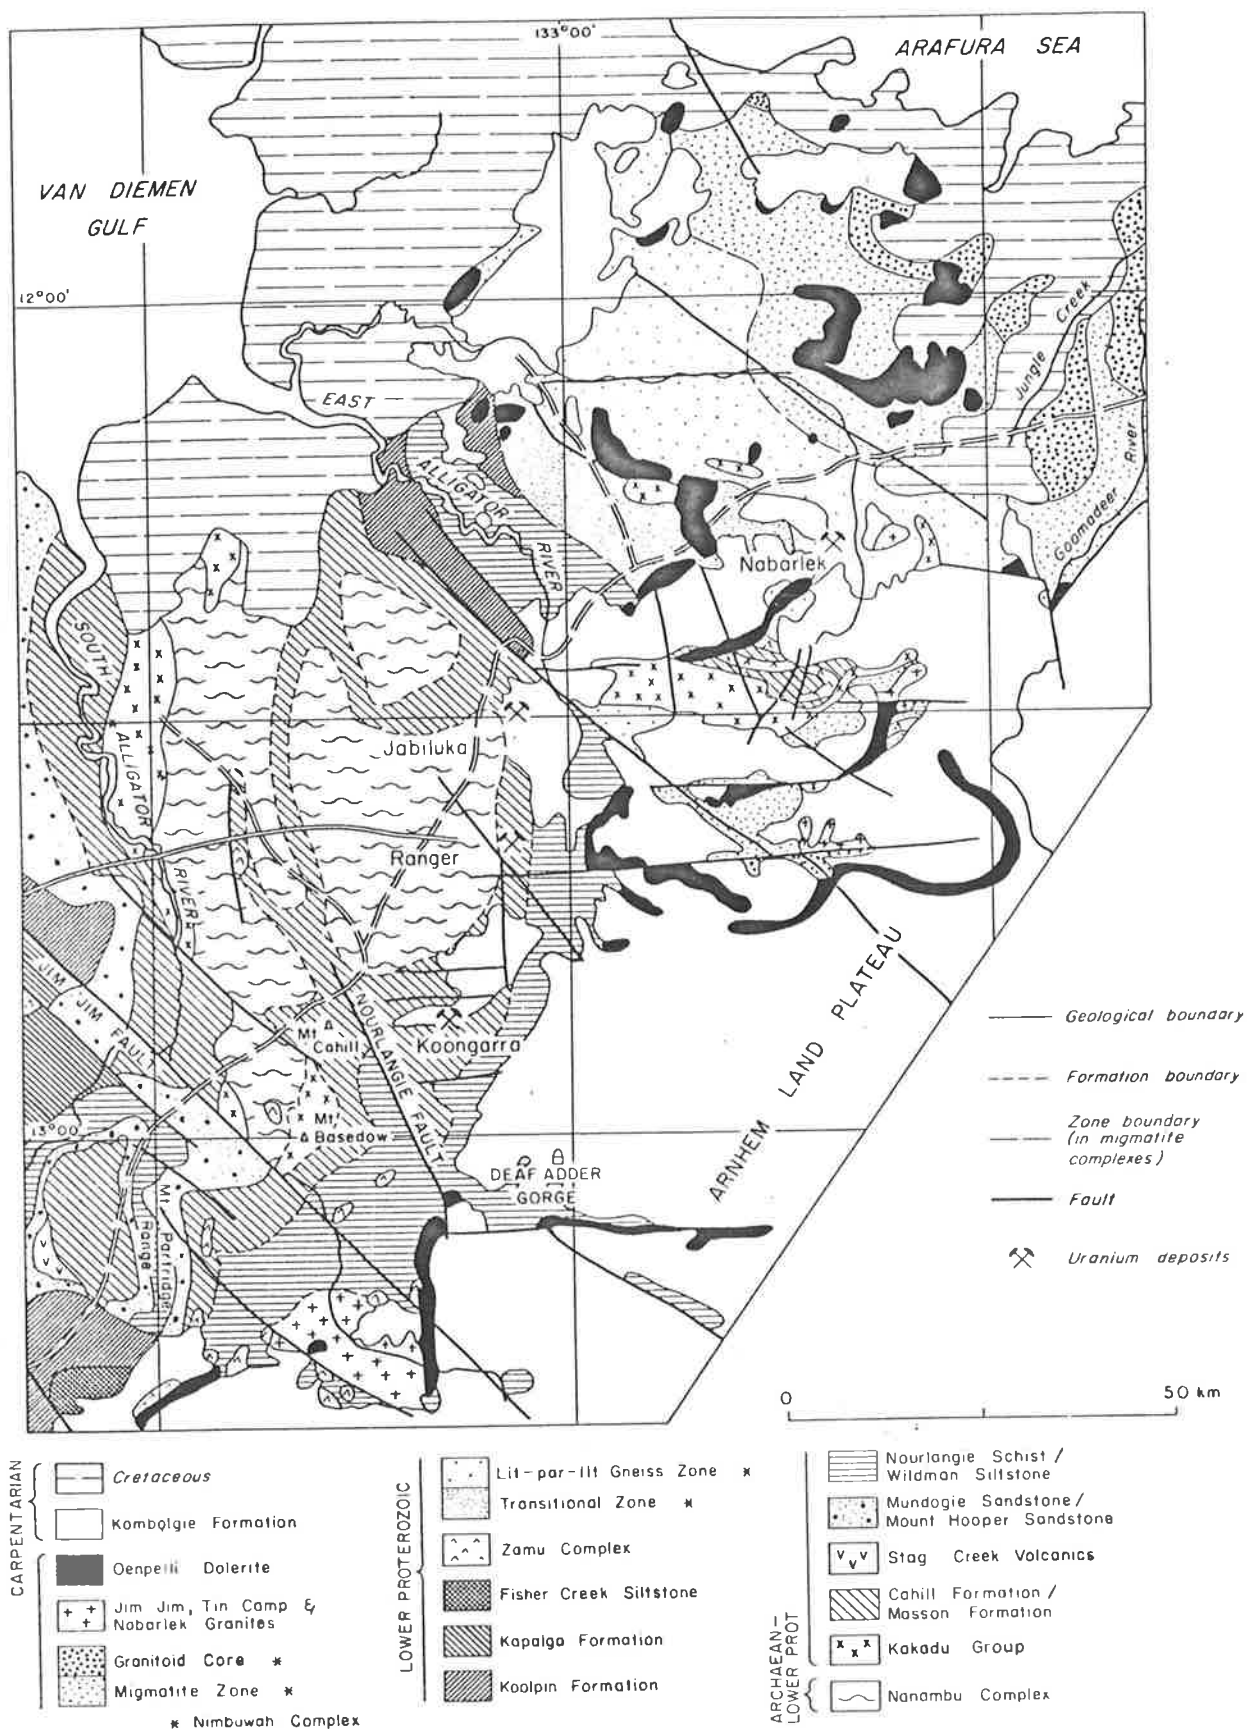 133°00'
ARAFURA SEA
VAN DIEMEN
GULF
12°00'
Jungle Creek
EAST
ALLIGATOR
RIVER
Goomadeer River
Nabarlek
SOUTH
ALLIGATOR
RIVER
Jabiluka
Ranger
JIM JIM FAULT
NOURLANGIE FAULT
Mt
Cahill
Koongarra
ARNHEM LAND PLATEAU
13°00'
Mt
Basedow
DEAF ADDER
GORGE
Mt Partridge
Range
Geological boundary
Formation boundary
Zone boundary
(in migmatite
complexes)
Fault
Uranium deposits
0 50 km
CARPENTARIAN
Cretaceous
Kombolgie Formation
Oenpelli Dolerite
Jim Jim, Tin Camp &
Nabarlek Granites
Granitoid Core *
Migmatite Zone *
* Nimbuwah Complex
LOWER PROTEROZOIC
Lit-par-lit Gneiss Zone *
Transitional Zone *
Zamu Complex
Fisher Creek Siltstone
Kapalga Formation
Koolpin Formation
Nourlangie Schist /
Wildman Siltstone
Mundogie Sandstone /
Mount Hooper Sandstone
Stag Creek Volcanics
Cahill Formation /
Masson Formation
Kakadu Group
ARCHAEAN-
LOWER PROT
Nanambu Complex